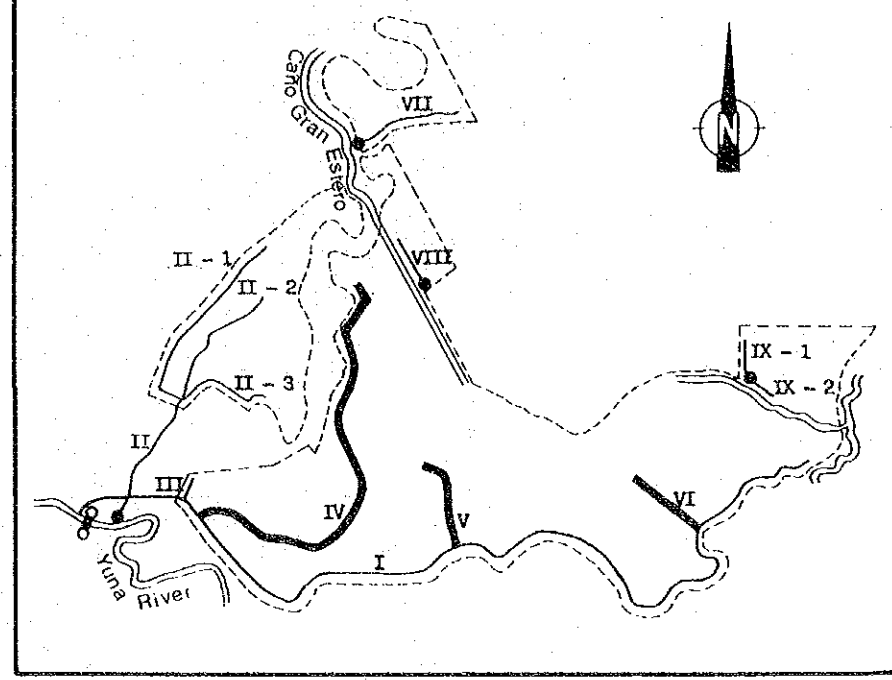 Caño Gran Estero
VII
N
VIII
II - 1
II - 2
IX - 1
IX - 2
II - 3
II
III
IV
V
VI
I
Yuna River